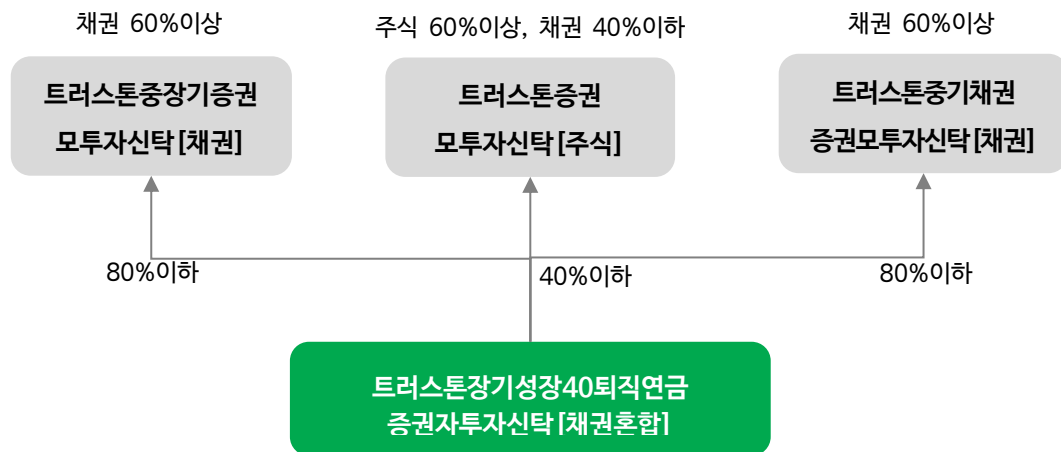 채권 60%이상
주식 60%이상, 채권 40%이하
채권 60%이상
트러스톤중장기증권
모투자신탁[채권]
트러스톤증권
모투자신탁[주식]
트러스톤중기채권
증권모투자신탁[채권]
80%이하
40%이하
80%이하
트러스톤장기성장40퇴직연금
증권자투자신탁[채권혼합]